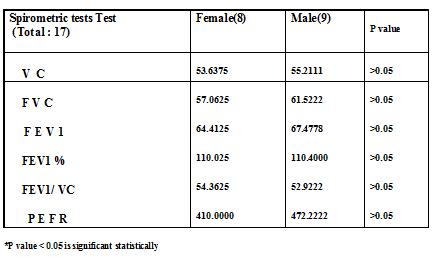 Spirometric tests Test Female(8) Male(9) P value
(Total : 17)
V C 53.6375 55.2111 >0.05
F V C 57.0625 61.5222 >0.05
F E V 1 64.4125 67.4778 >0.05
FEV1 % 110.025 110.4000 >0.05
FEV1/ VC 54.3625 52.9222 >0.05
P E F R 410.0000 472.2222 >0.05
*P value < 0.05 is significant statistically